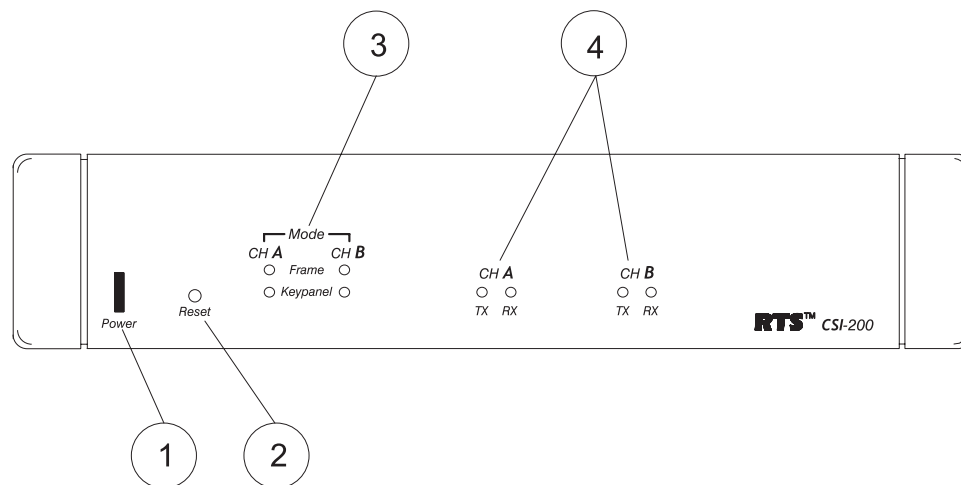 3
4
Mode
CH A CH B
Frame
Keypanel
CH A
TX RX
CH B
TX RX
Power
Reset
RTS™ CSI-200
1
2